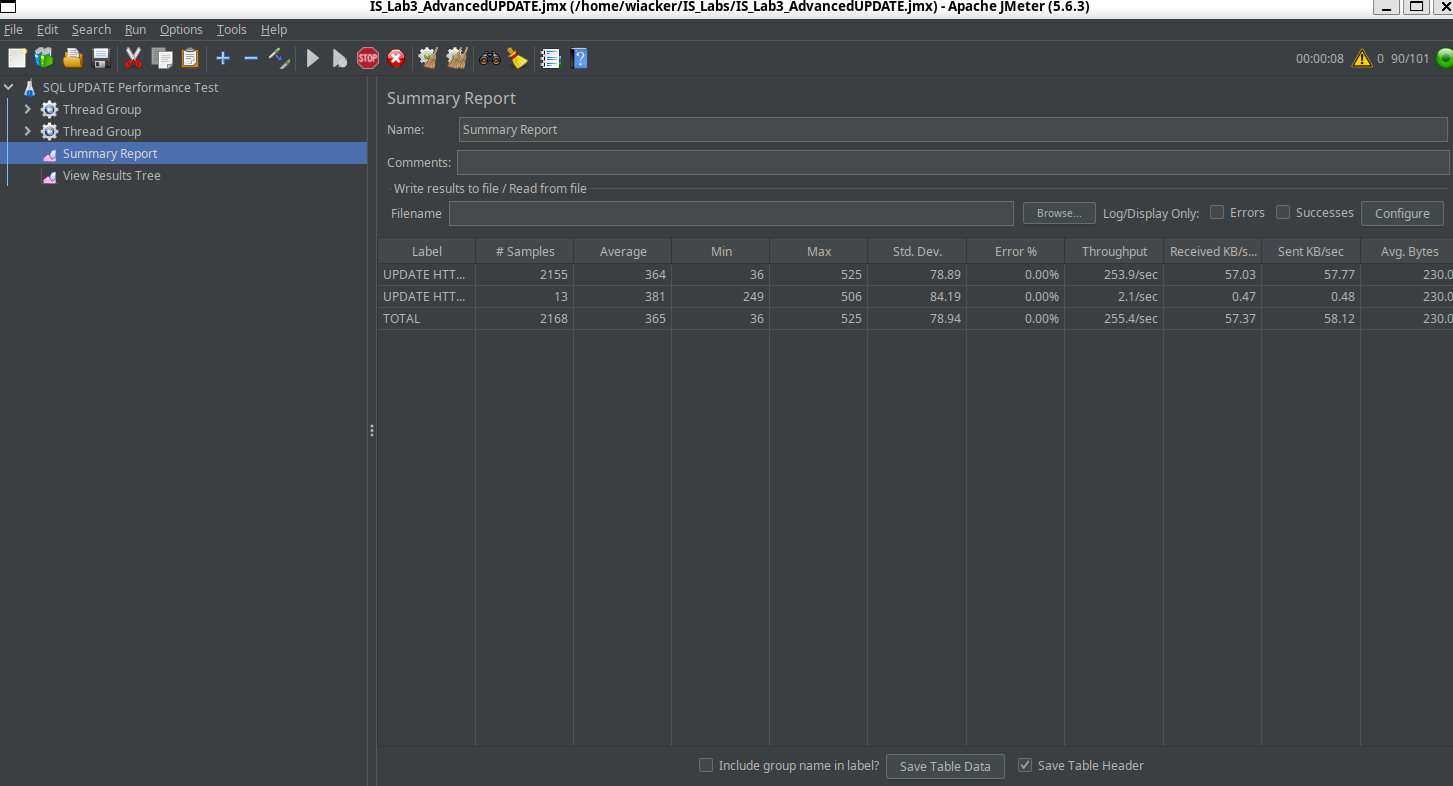 IS_Lab3_AdvancedUPDATE.jmx (/home/wiacker/IS_Labs/IS_Lab3_AdvancedUPDATE.jmx) - Apache JMeter (5.6.3)
File Edit Search Run Options Tools Help
STOP 00:00:08 0 90/101
SQL UPDATE Performance Test
Thread Group
Thread Group
Summary Report
View Results Tree
Summary Report
Name: Summary Report
Comments:
Write results to file / Read from file
Filename Browse... Log/Display Only: Errors Successes Configure
Label # Samples Average Min Max Std. Dev. Error % Throughput Received KB/s... Sent KB/sec Avg. Bytes
UPDATE HTT... 2155 364 36 525 78.89 0.00% 253.9/sec 57.03 57.77 230.0
UPDATE HTT... 13 381 249 506 84.19 0.00% 2.1/sec 0.47 0.48 230.0
TOTAL 2168 365 36 525 78.94 0.00% 255.4/sec 57.37 58.12 230.0
Include group name in label? Save Table Data Save Table Header